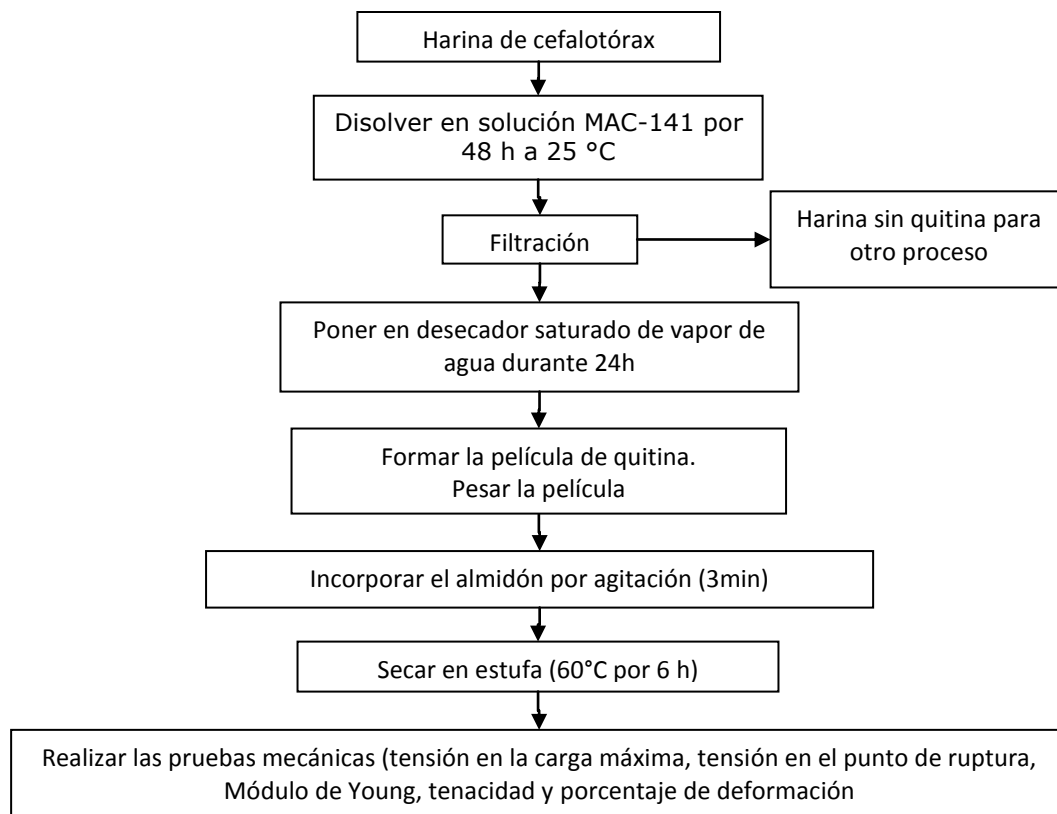 Harina de cefalotórax
Disolver en solución MAC-141 por
48 h a 25 °C
Filtración
Harina sin quitina para
otro proceso
Poner en desecador saturado de vapor de
agua durante 24h
Formar la película de quitina.
Pesar la película
Incorporar el almidón por agitación (3min)
Secar en estufa (60°C por 6 h)
Realizar las pruebas mecánicas (tensión en la carga máxima, tensión en el punto de ruptura,
Módulo de Young, tenacidad y porcentaje de deformación